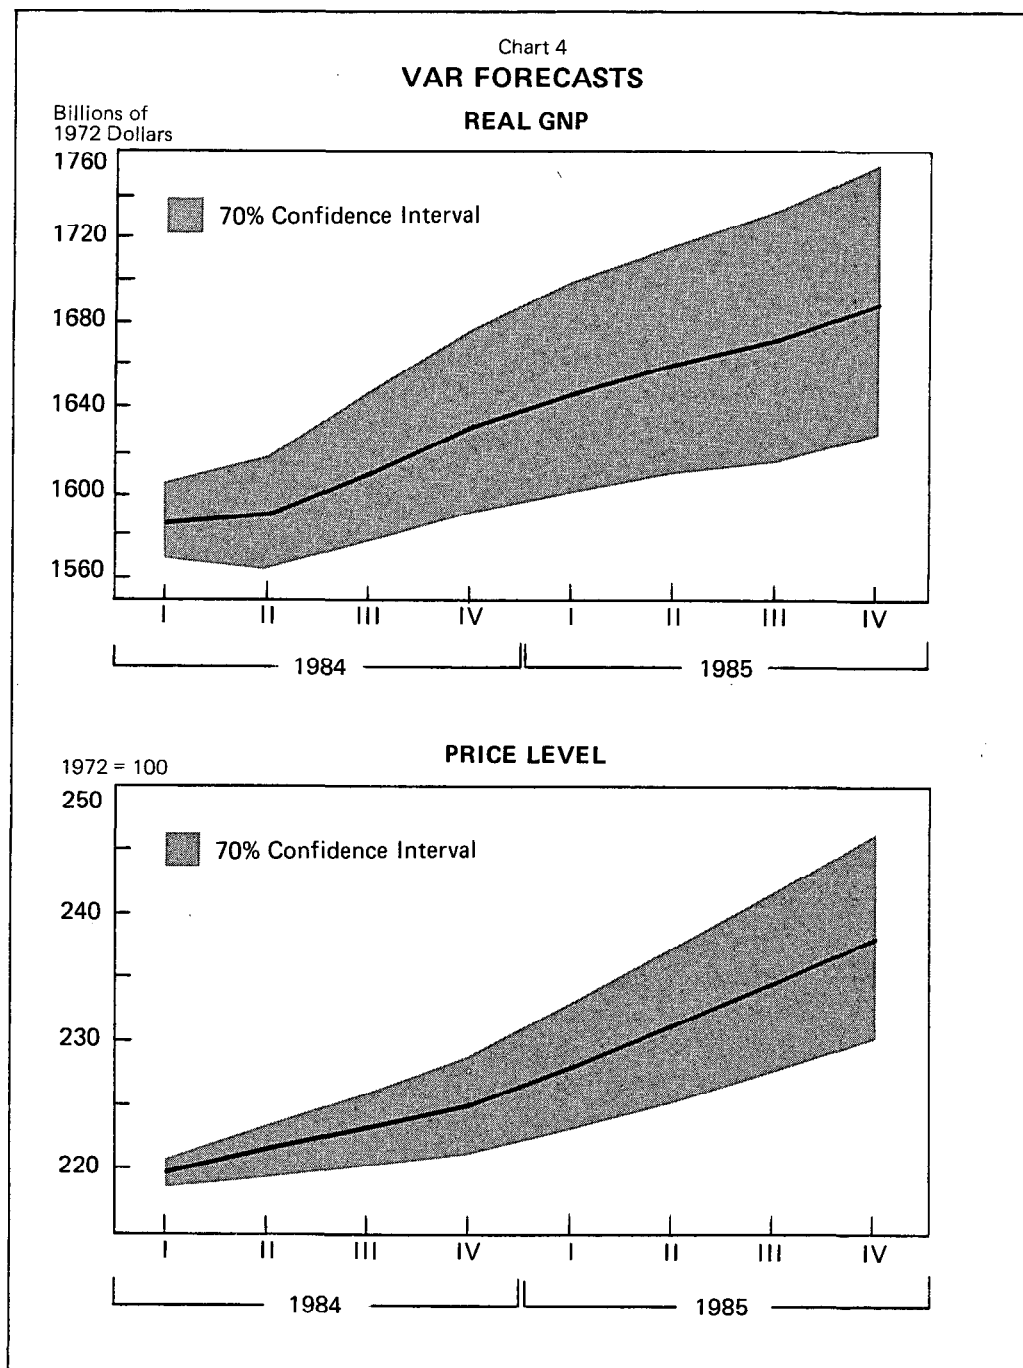 Chart 4
VAR FORECASTS
REAL GNP
Billions of
1972 Dollars
1760
1720
1680
1640
1600
1560
70% Confidence Interval
I II III IV I II III IV
1984 1985
PRICE LEVEL
1972 = 100
250
240
230
220
70% Confidence Interval
I II III IV I II III IV
1984 1985